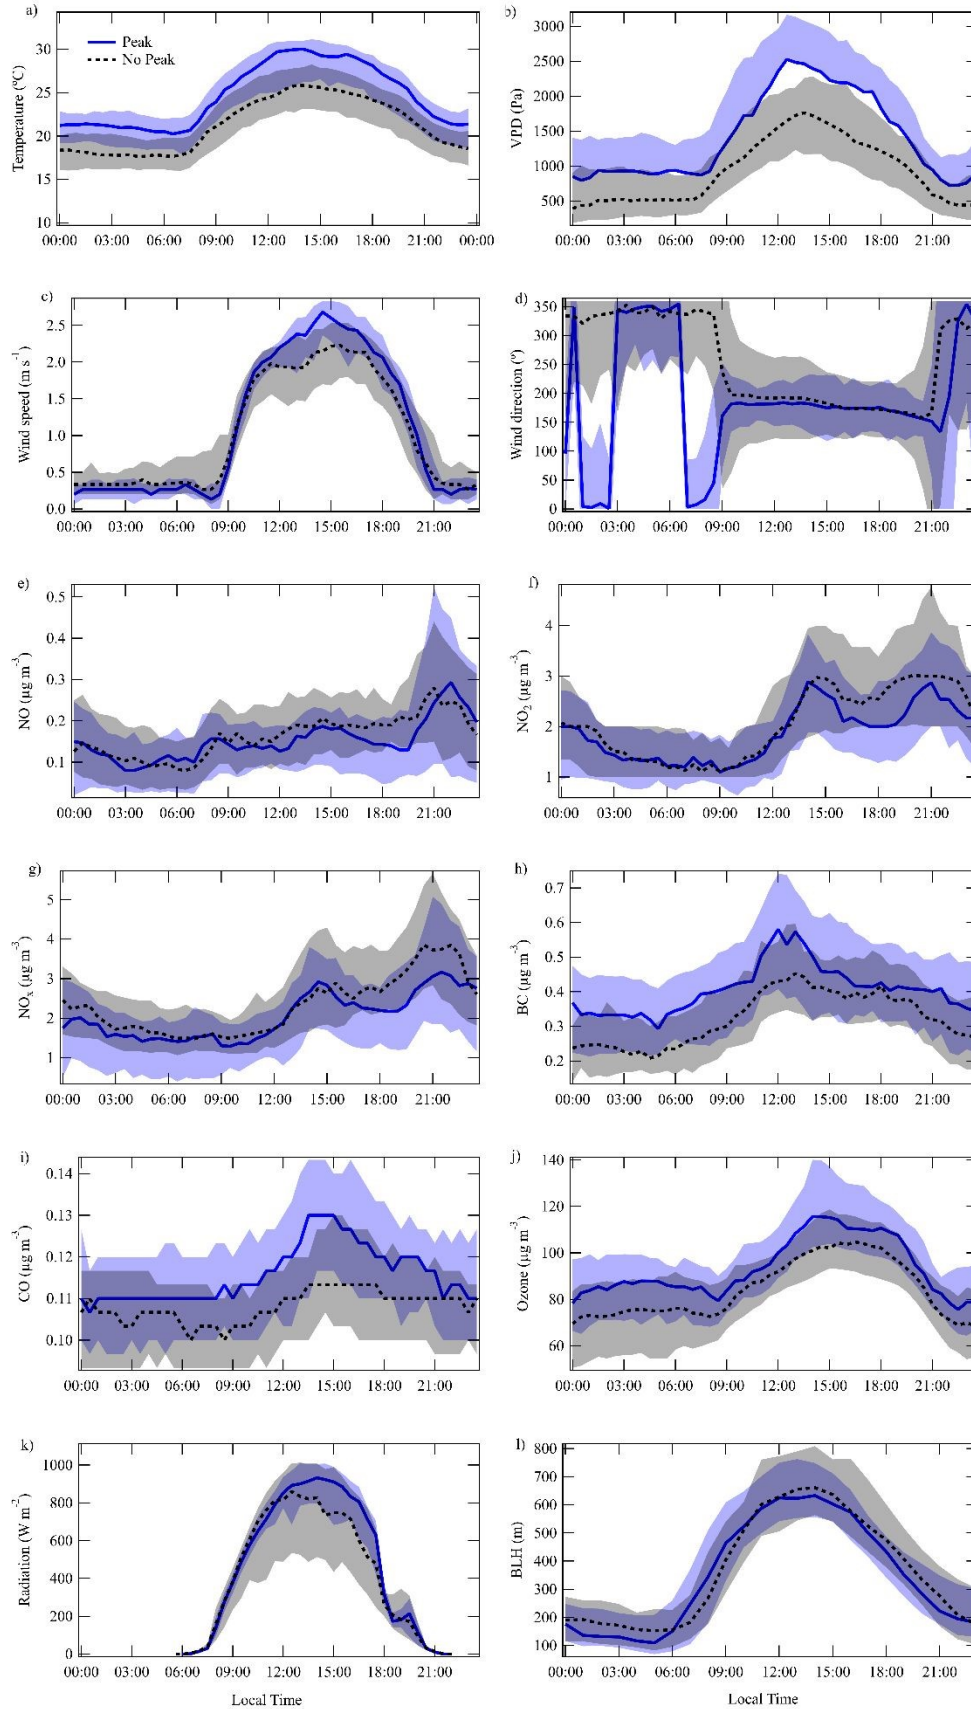 a)
Temperature (°C)
30
25
20
15
10
Peak
No Peak
00:00 03:00 06:00 09:00 12:00 15:00 18:00 21:00 00:00
b)
VPD (Pa)
3000
2500
2000
1500
1000
500
00:00 03:00 06:00 09:00 12:00 15:00 18:00 21:00
c)
Wind speed (m s⁻¹)
2.5
2.0
1.5
1.0
0.5
0.0
00:00 03:00 06:00 09:00 12:00 15:00 18:00 21:00
d)
Wind direction (°)
350
300
250
200
150
100
50
0
00:00 03:00 06:00 09:00 12:00 15:00 18:00 21:00
e)
NO (µg m⁻³)
0.5
0.4
0.3
0.2
0.1
00:00 03:00 06:00 09:00 12:00 15:00 18:00 21:00
f)
NO₂ (µg m⁻³)
4
3
2
1
00:00 03:00 06:00 09:00 12:00 15:00 18:00 21:00
g)
NOₓ (µg m⁻³)
5
4
3
2
1
00:00 03:00 06:00 09:00 12:00 15:00 18:00 21:00
h)
BC (µg m⁻³)
0.7
0.6
0.5
0.4
0.3
0.2
00:00 03:00 06:00 09:00 12:00 15:00 18:00 21:00
i)
CO (µg m⁻³)
0.14
0.13
0.12
0.11
0.10
00:00 03:00 06:00 09:00 12:00 15:00 18:00 21:00
j)
Ozone (µg m⁻³)
140
120
100
80
60
00:00 03:00 06:00 09:00 12:00 15:00 18:00 21:00
k)
Radiation (W m⁻²)
1000
800
600
400
200
0
00:00 03:00 06:00 09:00 12:00 15:00 18:00 21:00
Local Time
l)
BLH (m)
800
700
600
500
400
300
200
100
00:00 03:00 06:00 09:00 12:00 15:00 18:00 21:00
Local Time